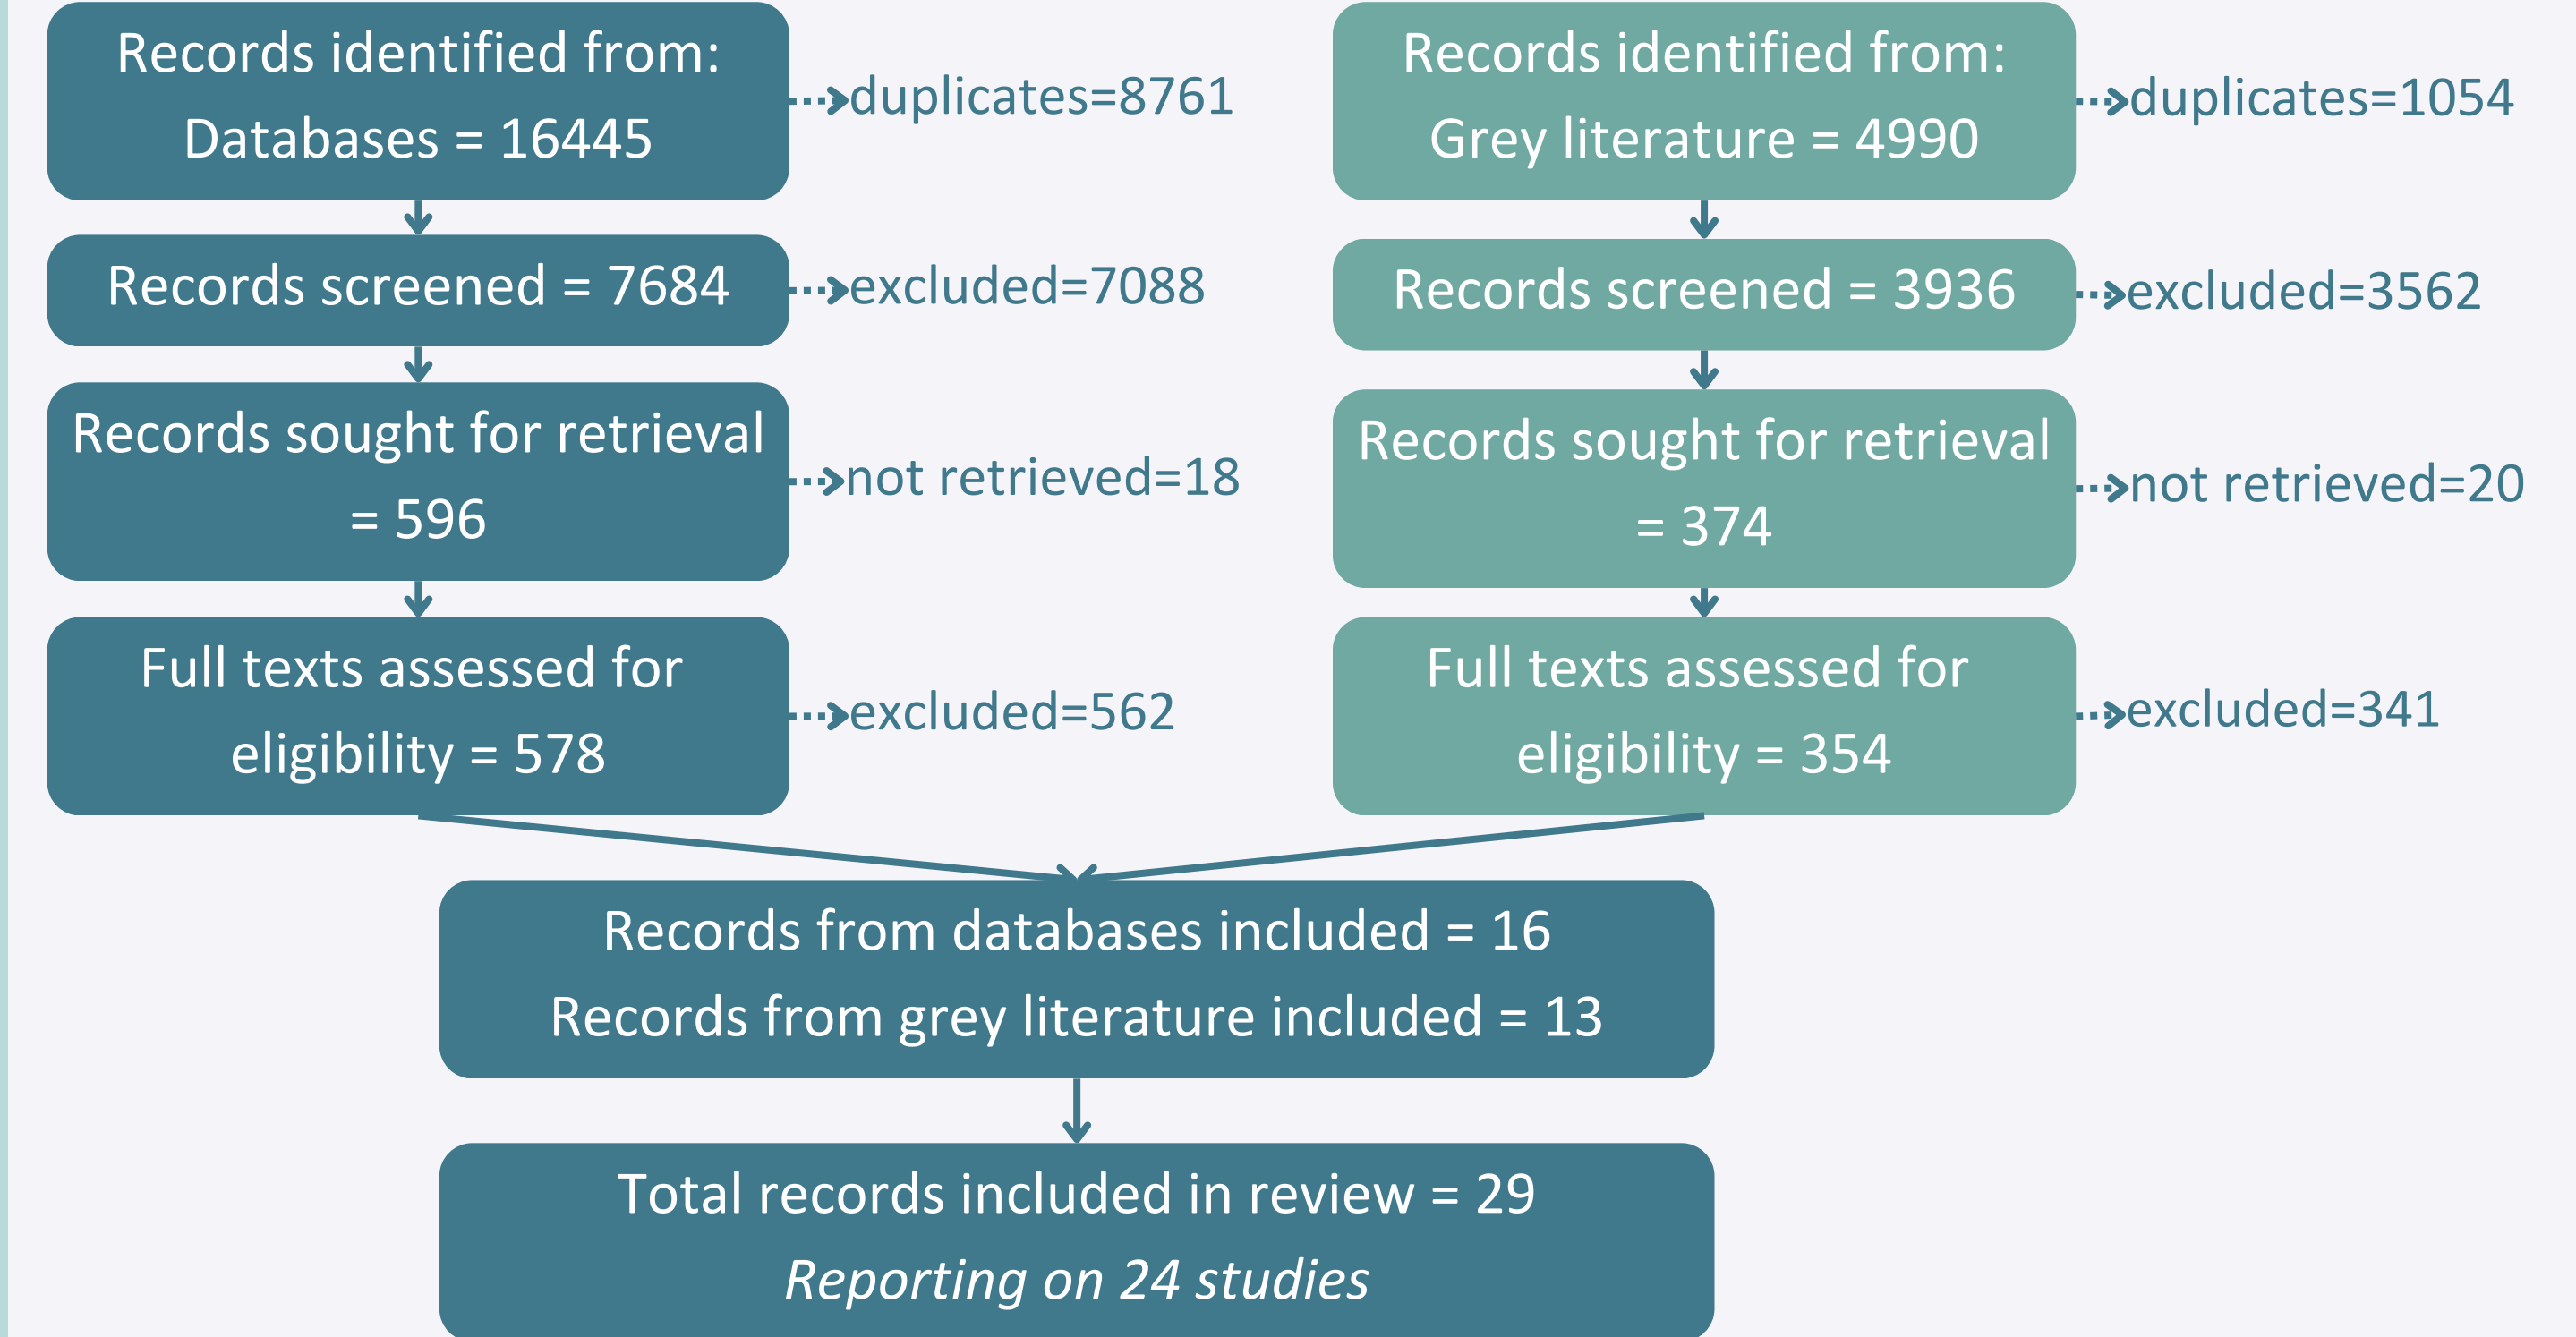 Records identified from:
Databases = 16445
duplicates=8761
Records screened = 7684
excluded=7088
Records sought for retrieval
= 596
not retrieved=18
Full texts assessed for
eligibility = 578
excluded=562
Records identified from:
Grey literature = 4990
duplicates=1054
Records screened = 3936
excluded=3562
Records sought for retrieval
= 374
not retrieved=20
Full texts assessed for
eligibility = 354
excluded=341
Records from databases included = 16
Records from grey literature included = 13
Total records included in review = 29
Reporting on 24 studies